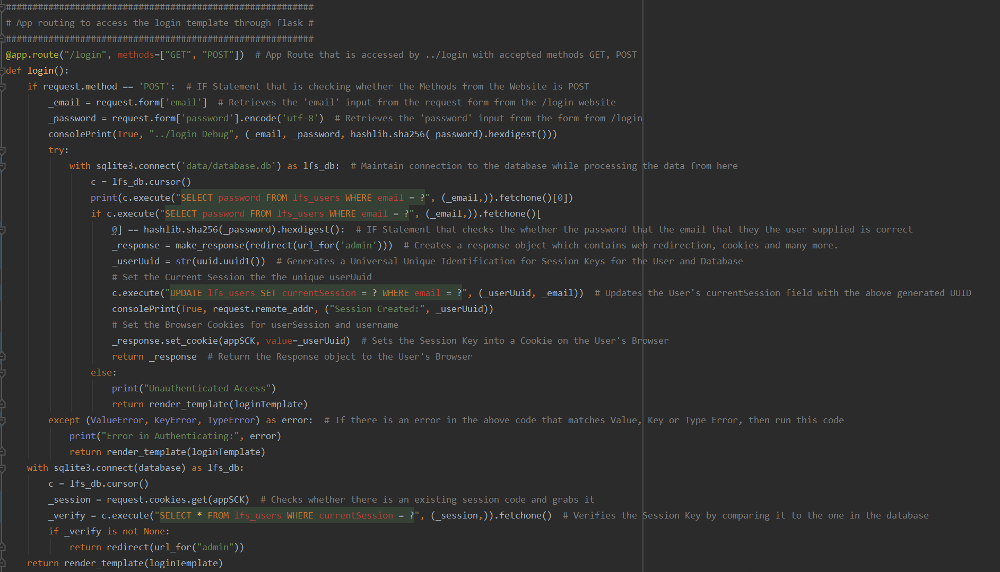 ##########################################################
# App routing to access the login template through flask #
##########################################################
@app.route("/login", methods=["GET", "POST"])  # App Route that is accessed by ../login with accepted methods GET, POST
def login():
    if request.method == 'POST':  # IF Statement that is checking whether the Methods from the Website is POST
        _email = request.form['email']  # Retrieves the 'email' input from the request form from the /login website
        _password = request.form['password'].encode('utf-8')  # Retrieves the 'password' input from the form from /login
        consolePrint(True, "../login Debug", (_email, _password, hashlib.sha256(_password).hexdigest()))
        try:
            with sqlite3.connect('data/database.db') as lfs_db:  # Maintain connection to the database while processing the data from here
                c = lfs_db.cursor()
                print(c.execute("SELECT password FROM lfs_users WHERE email = ?", (_email,)).fetchone()[0])
                if c.execute("SELECT password FROM lfs_users WHERE email = ?", (_email,)).fetchone()[
                    0] == hashlib.sha256(_password).hexdigest():  # IF Statement that checks the whether the password that the email that they the user supplied is correct
                    _response = make_response(redirect(url_for('admin')))  # Creates a response object which contains web redirection, cookies and many more.
                    _userUuid = str(uuid.uuid1())  # Generates a Universal Unique Identification for Session Keys for the User and Database
                    # Set the Current Session the the unique userUuid
                    c.execute("UPDATE lfs_users SET currentSession = ? WHERE email = ?", (_userUuid, _email))  # Updates the User's currentSession field with the above generated UUID
                    consolePrint(True, request.remote_addr, ("Session Created:", _userUuid))
                    # Set the Browser Cookies for userSession and username
                    _response.set_cookie(appSCK, value=_userUuid)  # Sets the Session Key into a Cookie on the User's Browser
                    return _response  # Return the Response object to the User's Browser
                else:
                    print("Unauthenticated Access")
                    return render_template(loginTemplate)
        except (ValueError, KeyError, TypeError) as error:  # If there is an error in the above code that matches Value, Key or Type Error, then run this code
            print("Error in Authenticating:", error)
            return render_template(loginTemplate)
    with sqlite3.connect(database) as lfs_db:
        c = lfs_db.cursor()
        _session = request.cookies.get(appSCK)  # Checks whether there is an existing session code and grabs it
        _verify = c.execute("SELECT * FROM lfs_users WHERE currentSession = ?", (_session,)).fetchone()  # Verifies the Session Key by comparing it to the one in the database
        if _verify is not None:
            return redirect(url_for("admin"))
    return render_template(loginTemplate)